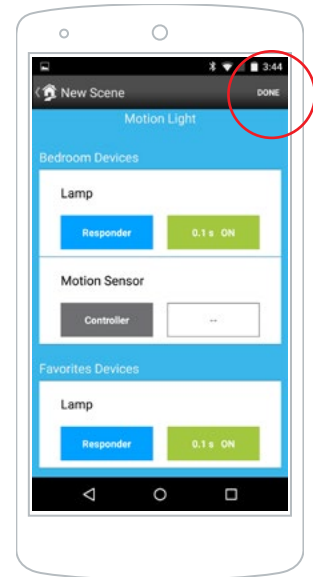 3:44
New Scene DONE
Motion Light
Bedroom Devices
Lamp
Responder 0.1 s ON
Motion Sensor
Controller --
Favorites Devices
Lamp
Responder 0.1 s ON